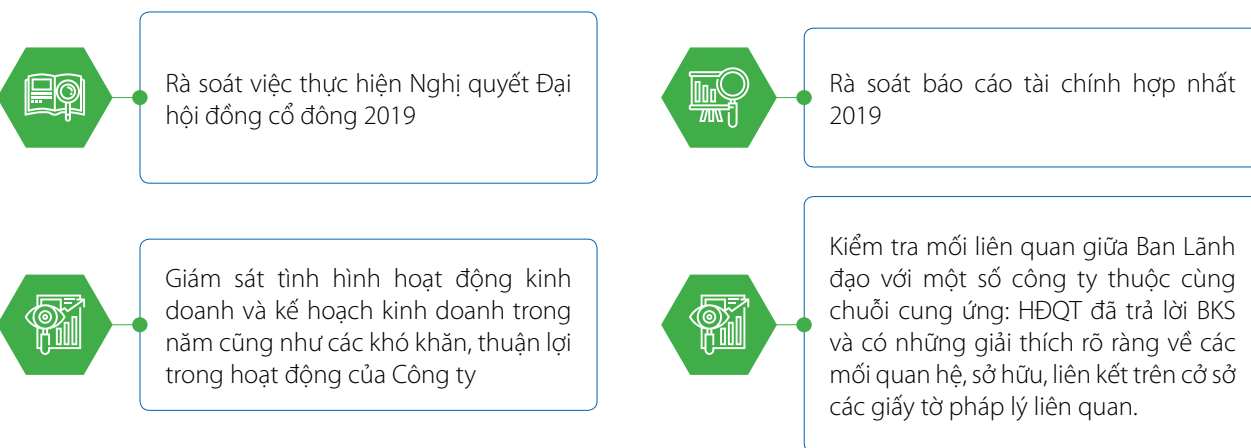 Rà soát việc thực hiện Nghị quyết Đại
hội đồng cổ đông 2019
Rà soát báo cáo tài chính hợp nhất
2019
Giám sát tình hình hoạt động kinh
doanh và kế hoạch kinh doanh trong
năm cũng như các khó khăn, thuận lợi
trong hoạt động của Công ty
Kiểm tra mối liên quan giữa Ban Lãnh
đạo với một số công ty thuộc cùng
chuỗi cung ứng: HĐQT đã trả lời BKS
và có những giải thích rõ ràng về các
mối quan hệ, sở hữu, liên kết trên cở sở
các giấy tờ pháp lý liên quan.